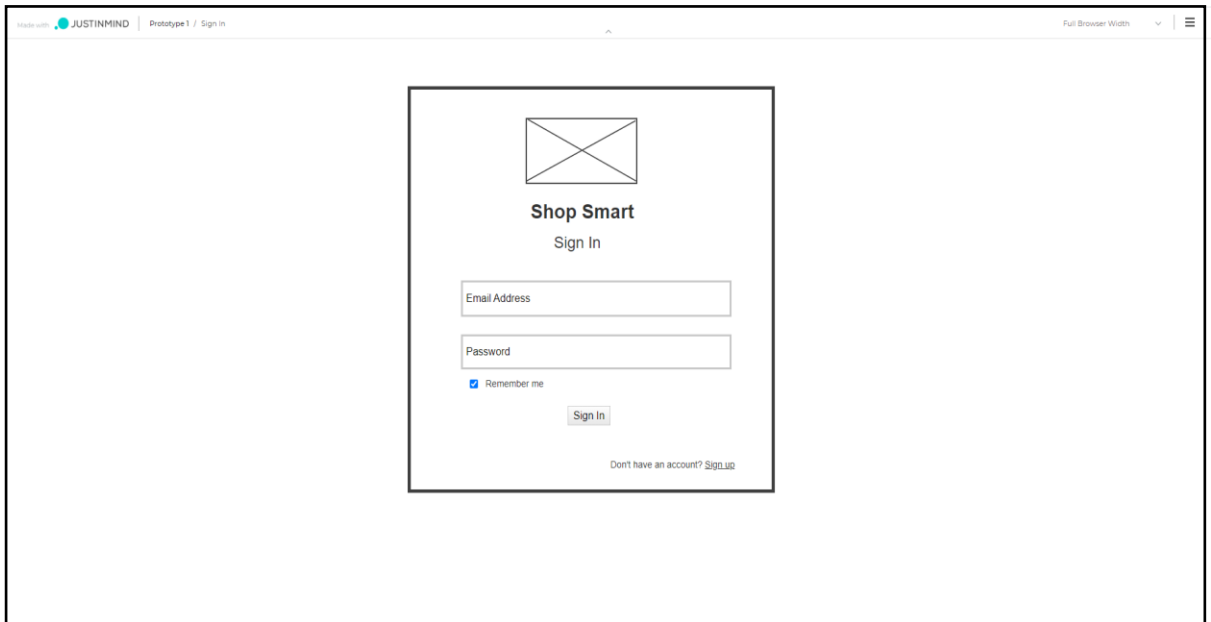 Made with JUSTINMIND Prototype 1 / Sign in Full Browser Width
Shop Smart
Sign In
Email Address
Password
Remember me
Sign In
Don't have an account? Sign up